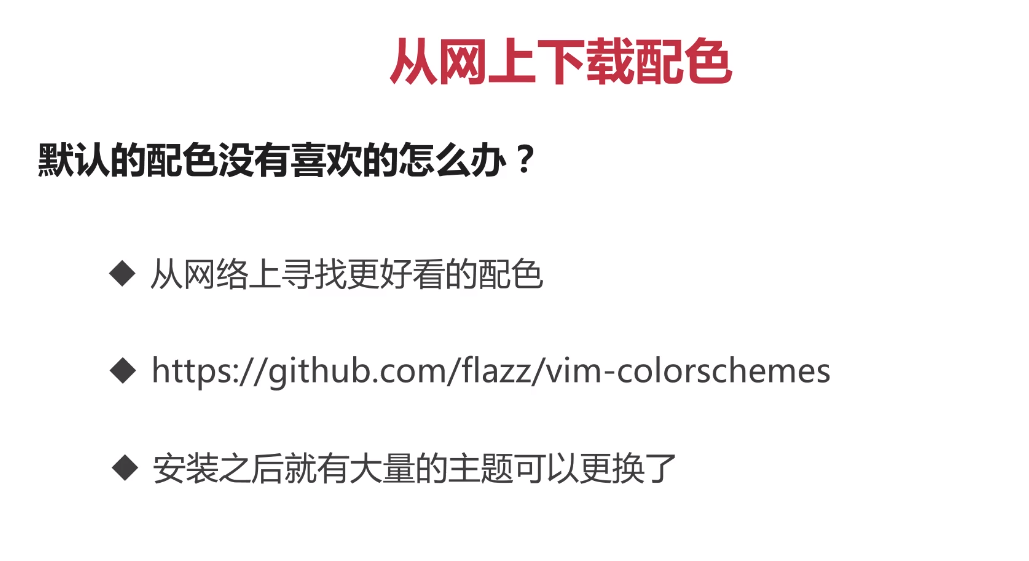 从网上下载配色
默认的配色没有喜欢的怎么办？
◆ 从网络上寻找更好看的配色
◆ https://github.com/flazz/vim-colorschemes
◆ 安装之后就有大量的主题可以更换了